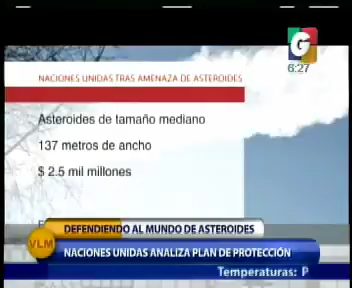 G
6:27
NACIONES UNIDAS TRAS AMENAZA DE ASTEROIDES
Asteroides de tamaño mediano
137 metros de ancho
$ 2.5 mil millones
DEFENDIENDO AL MUNDO DE ASTEROIDES
VLM
NACIONES UNIDAS ANALIZA PLAN DE PROTECCIÓN
Temperaturas: P